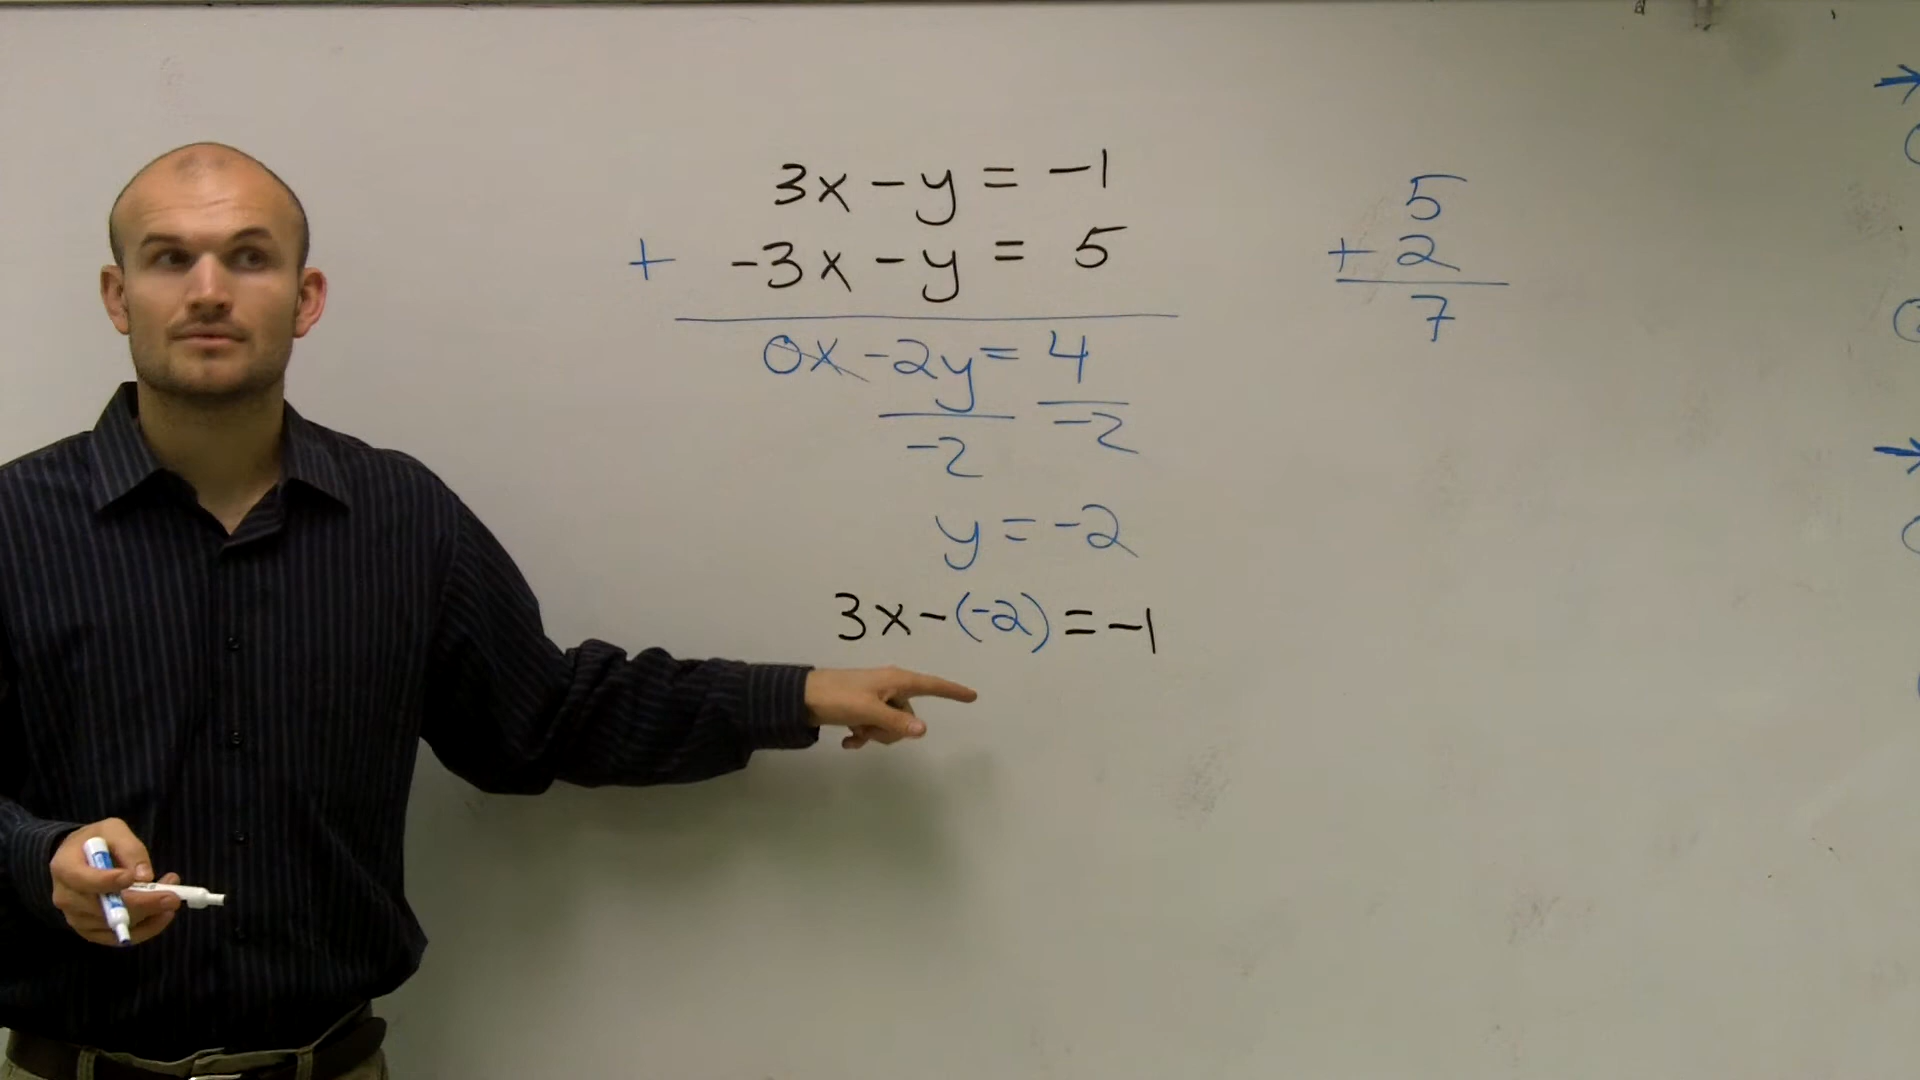 3x - y = -1
+ -3x - y = 5
0x - 2y = 4
-2 -2
y = -2
3x - (-2) = -1
5
+ 2
7